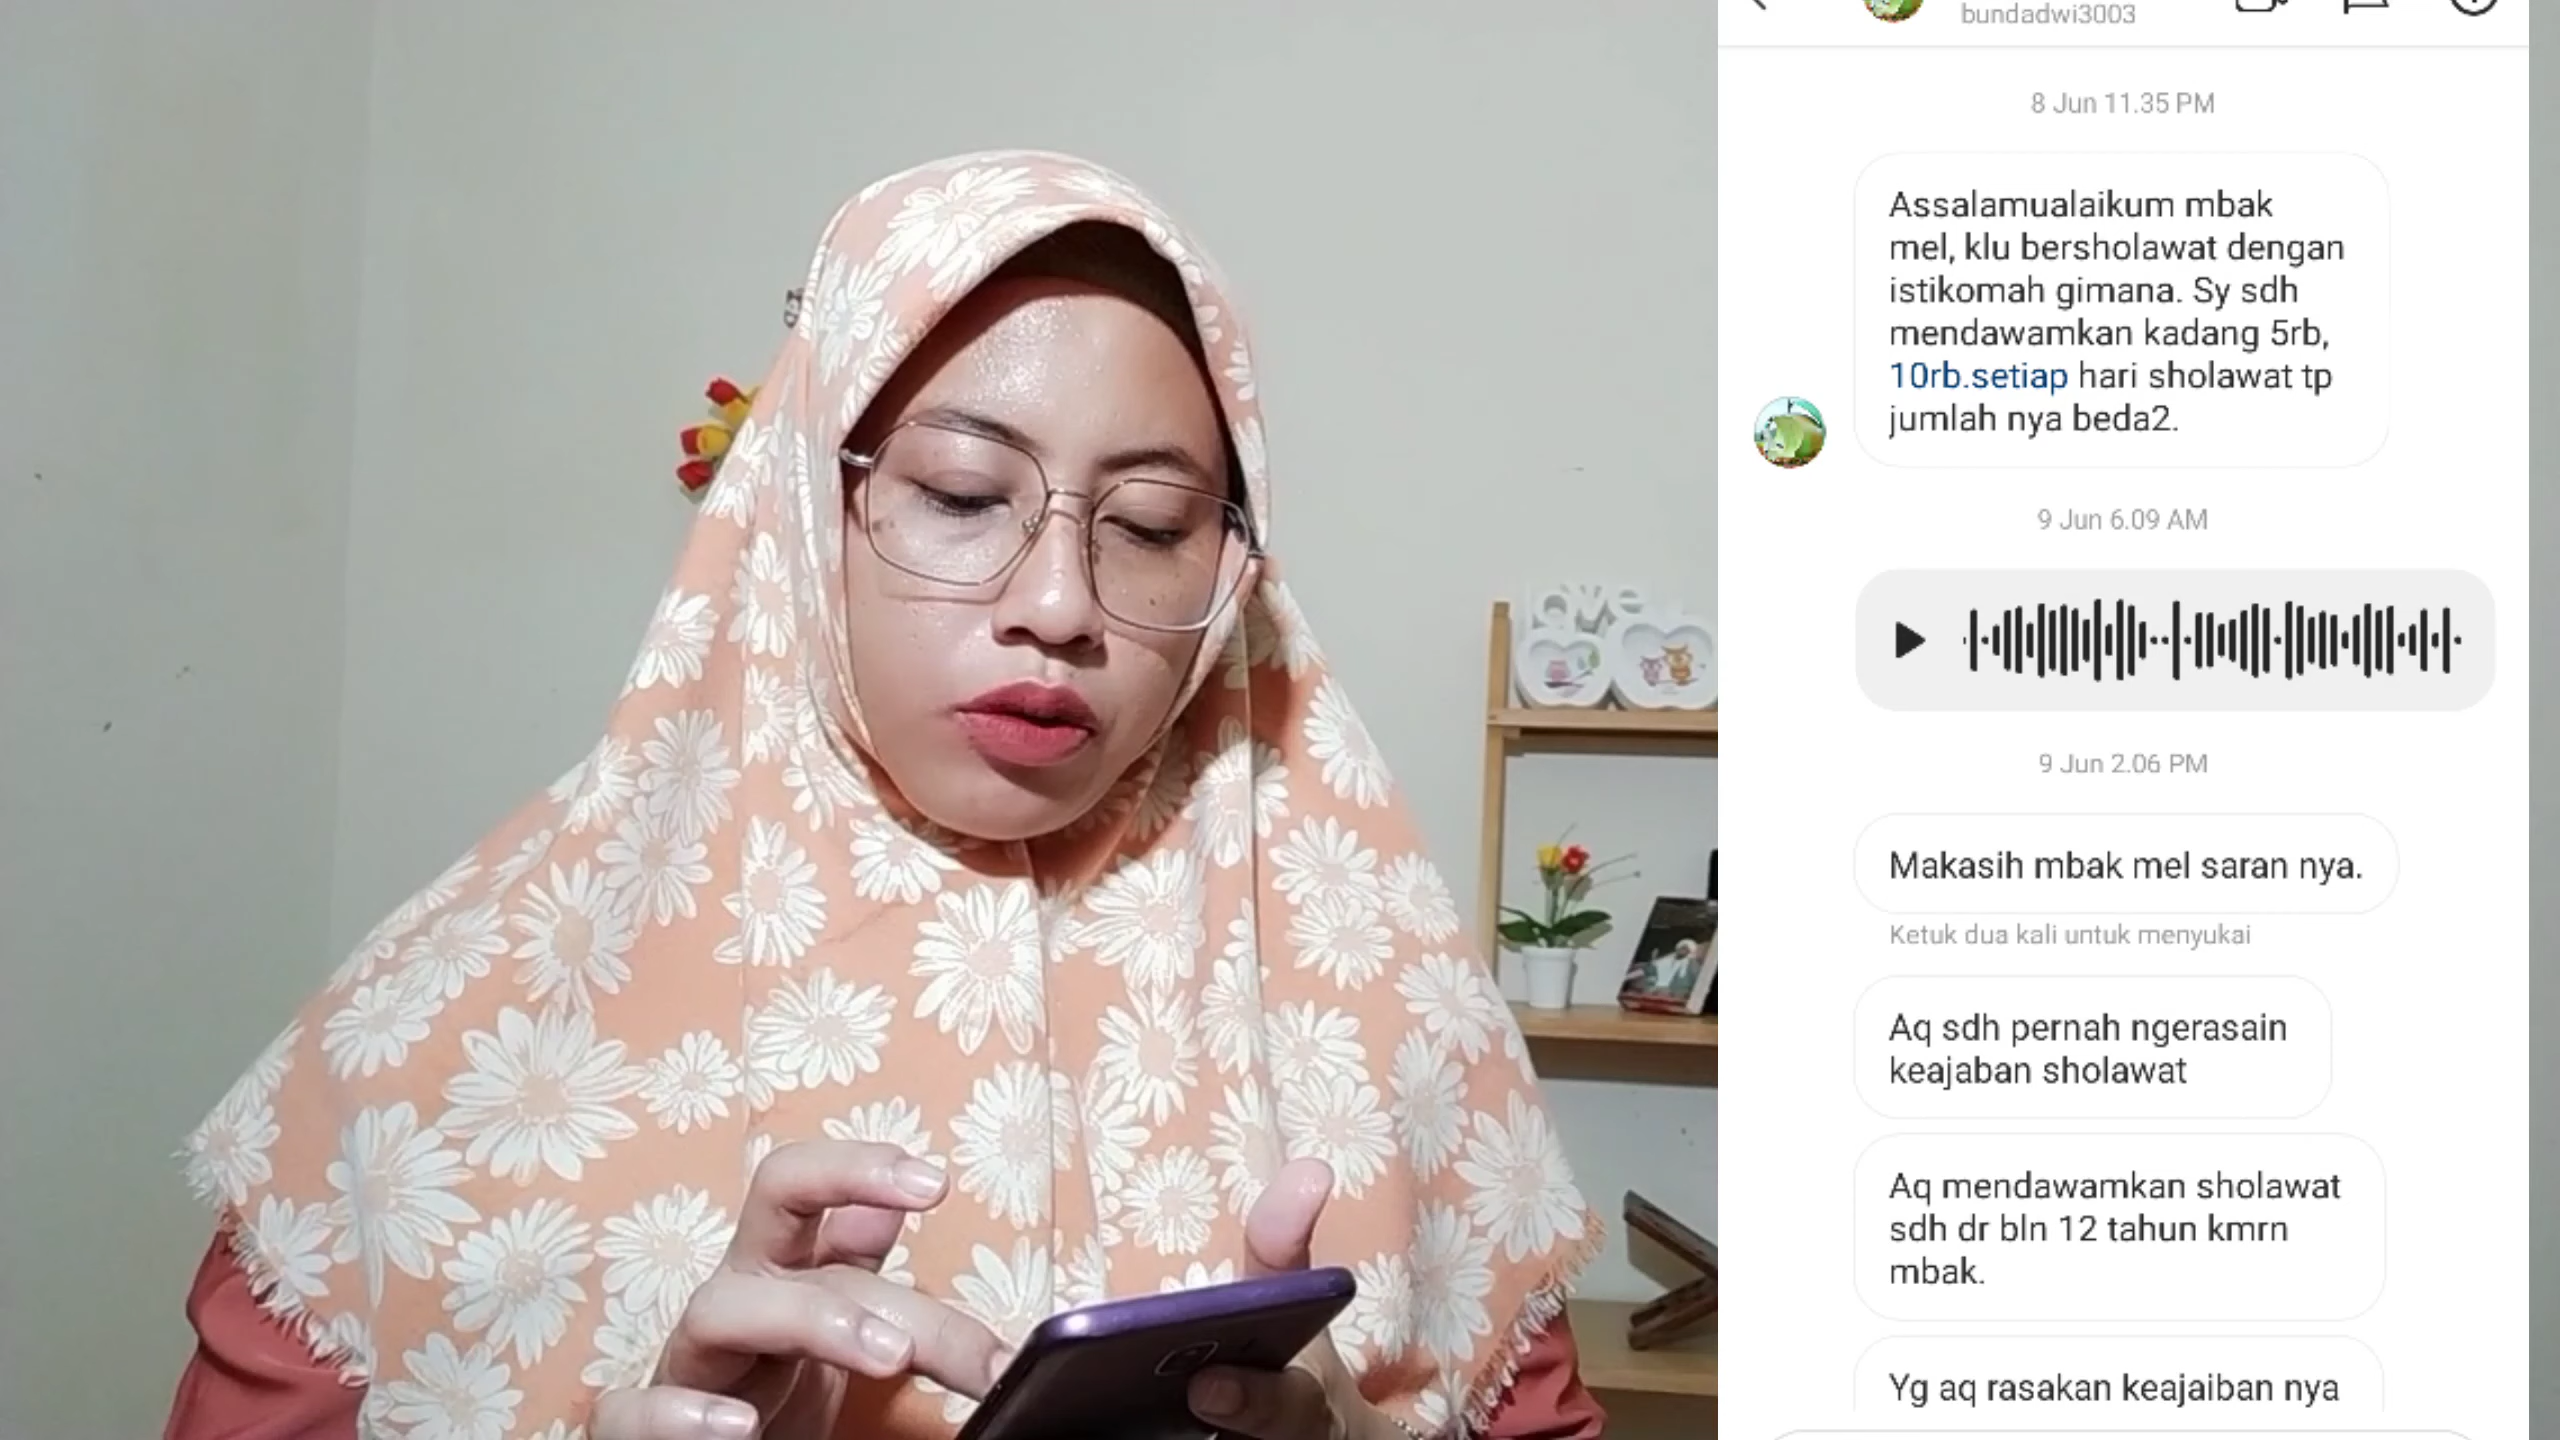 bundadwi3003
8 Jun 11.35 PM
Assalamualaikum mbak
mel, klu bersholawat dengan
istikomah gimana. Sy sdh
mendawamkan kadang 5rb,
10rb.setiap hari sholawat tp
jumlah nya beda2.
9 Jun 6.09 AM
9 Jun 2.06 PM
Makasih mbak mel saran nya.
Ketuk dua kali untuk menyukai
Aq sdh pernah ngerasain
keajaban sholawat
Aq mendawamkan sholawat
sdh dr bln 12 tahun kmrn
mbak.
Yg aq rasakan keajaiban nya
love